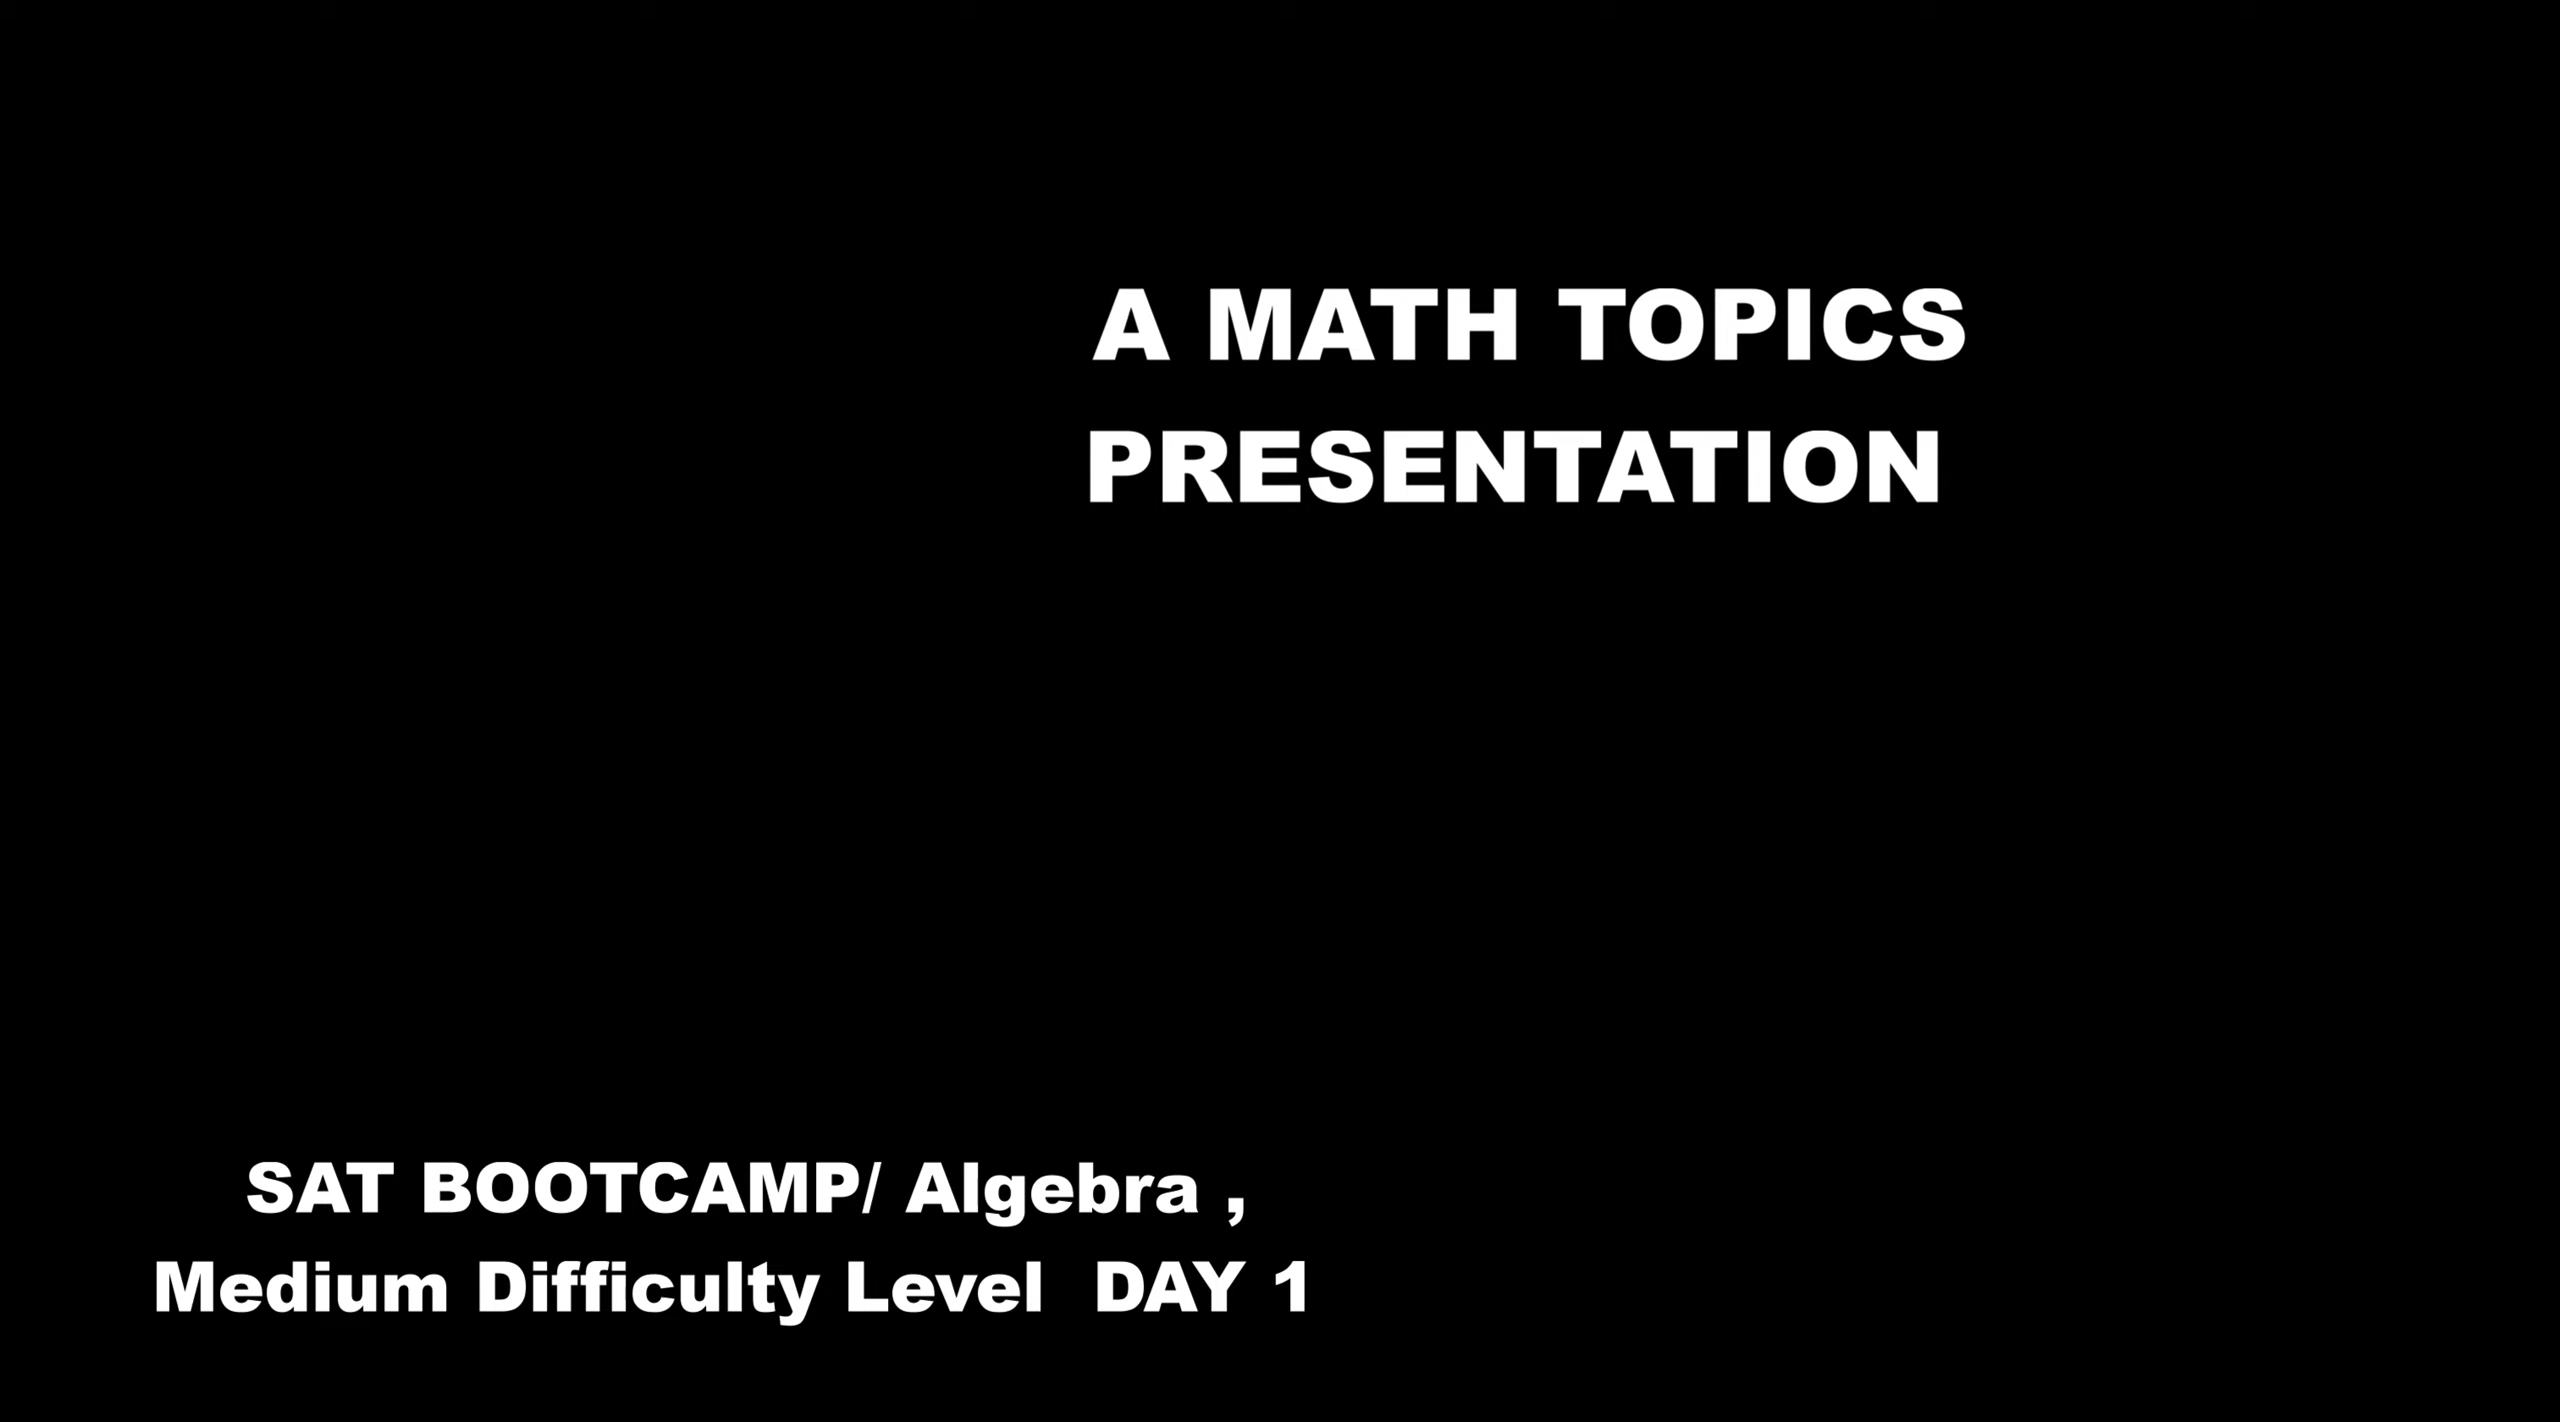 A MATH TOPICS
PRESENTATION
SAT BOOTCAMP/ Algebra ,
Medium Difficulty Level  DAY 1